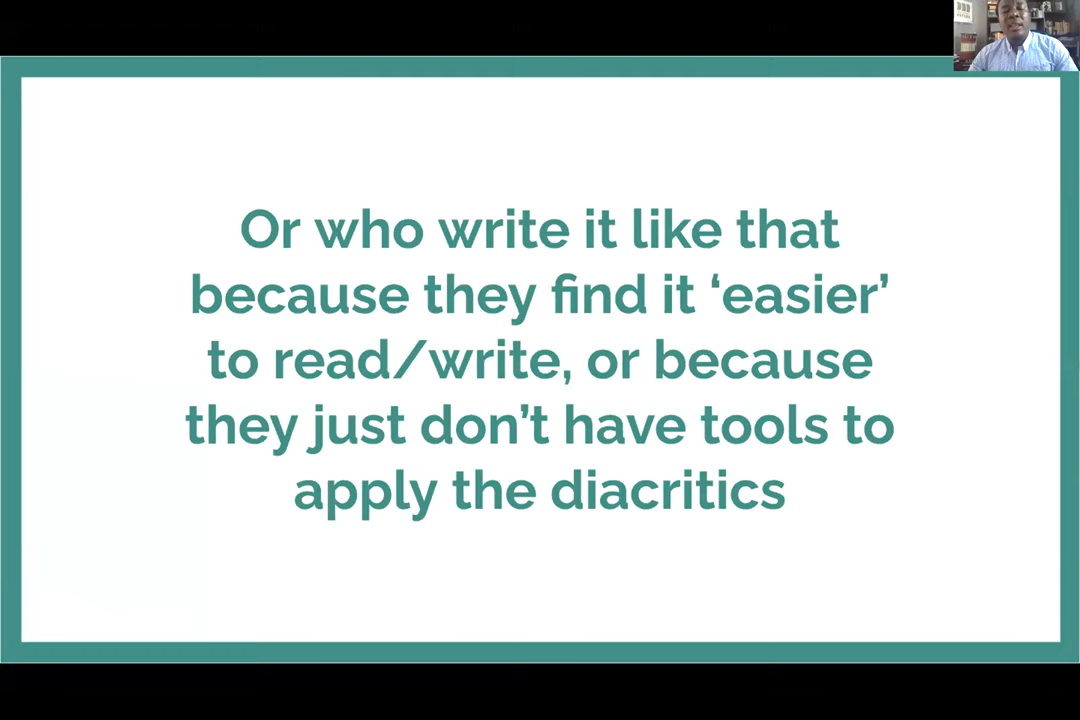 Or who write it like that
because they find it ‘easier’
to read/write, or because
they just don’t have tools to
apply the diacritics